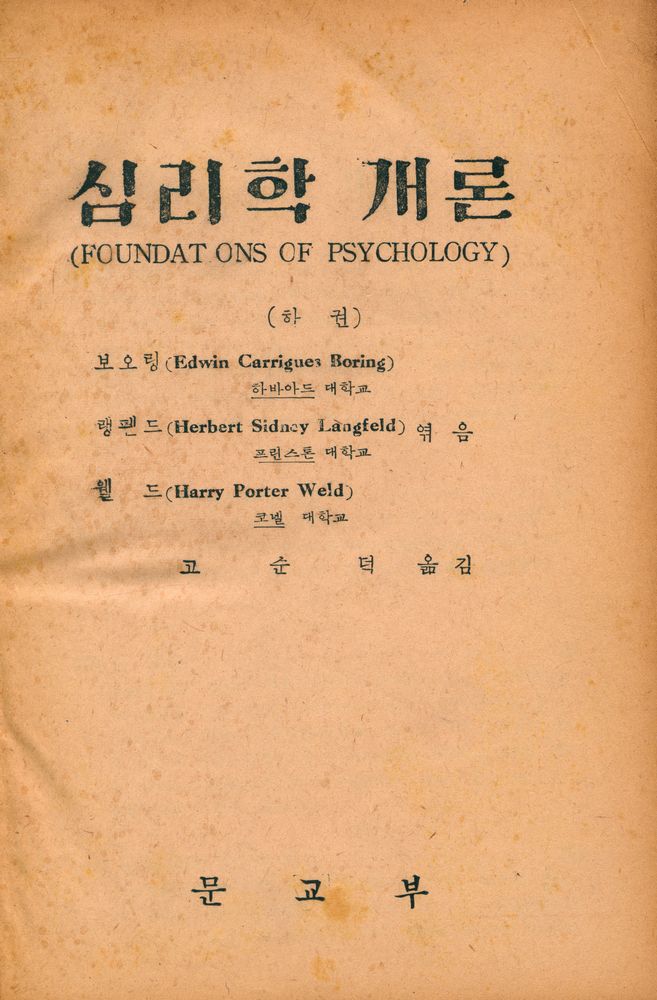 심리학 개론
(FOUNDAT ONS OF PSYCHOLOGY)
(하 권)
보오링 (Edwin Carrigues Boring)
하바아드 대학교
랭펠드 (Herbert Sidney Langfeld) 엮음
프린스톤 대학교
웰드 (Harry Porter Weld)
코넬 대학교
고 순 덕 옮김
문 교 부